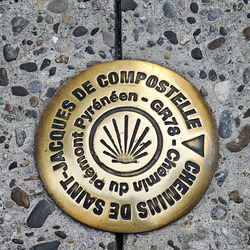 CHEMINS DE SAINT-JACQUES DE COMPOSTELLE
Chemin du Piémont Pyrénéen - GR78 -